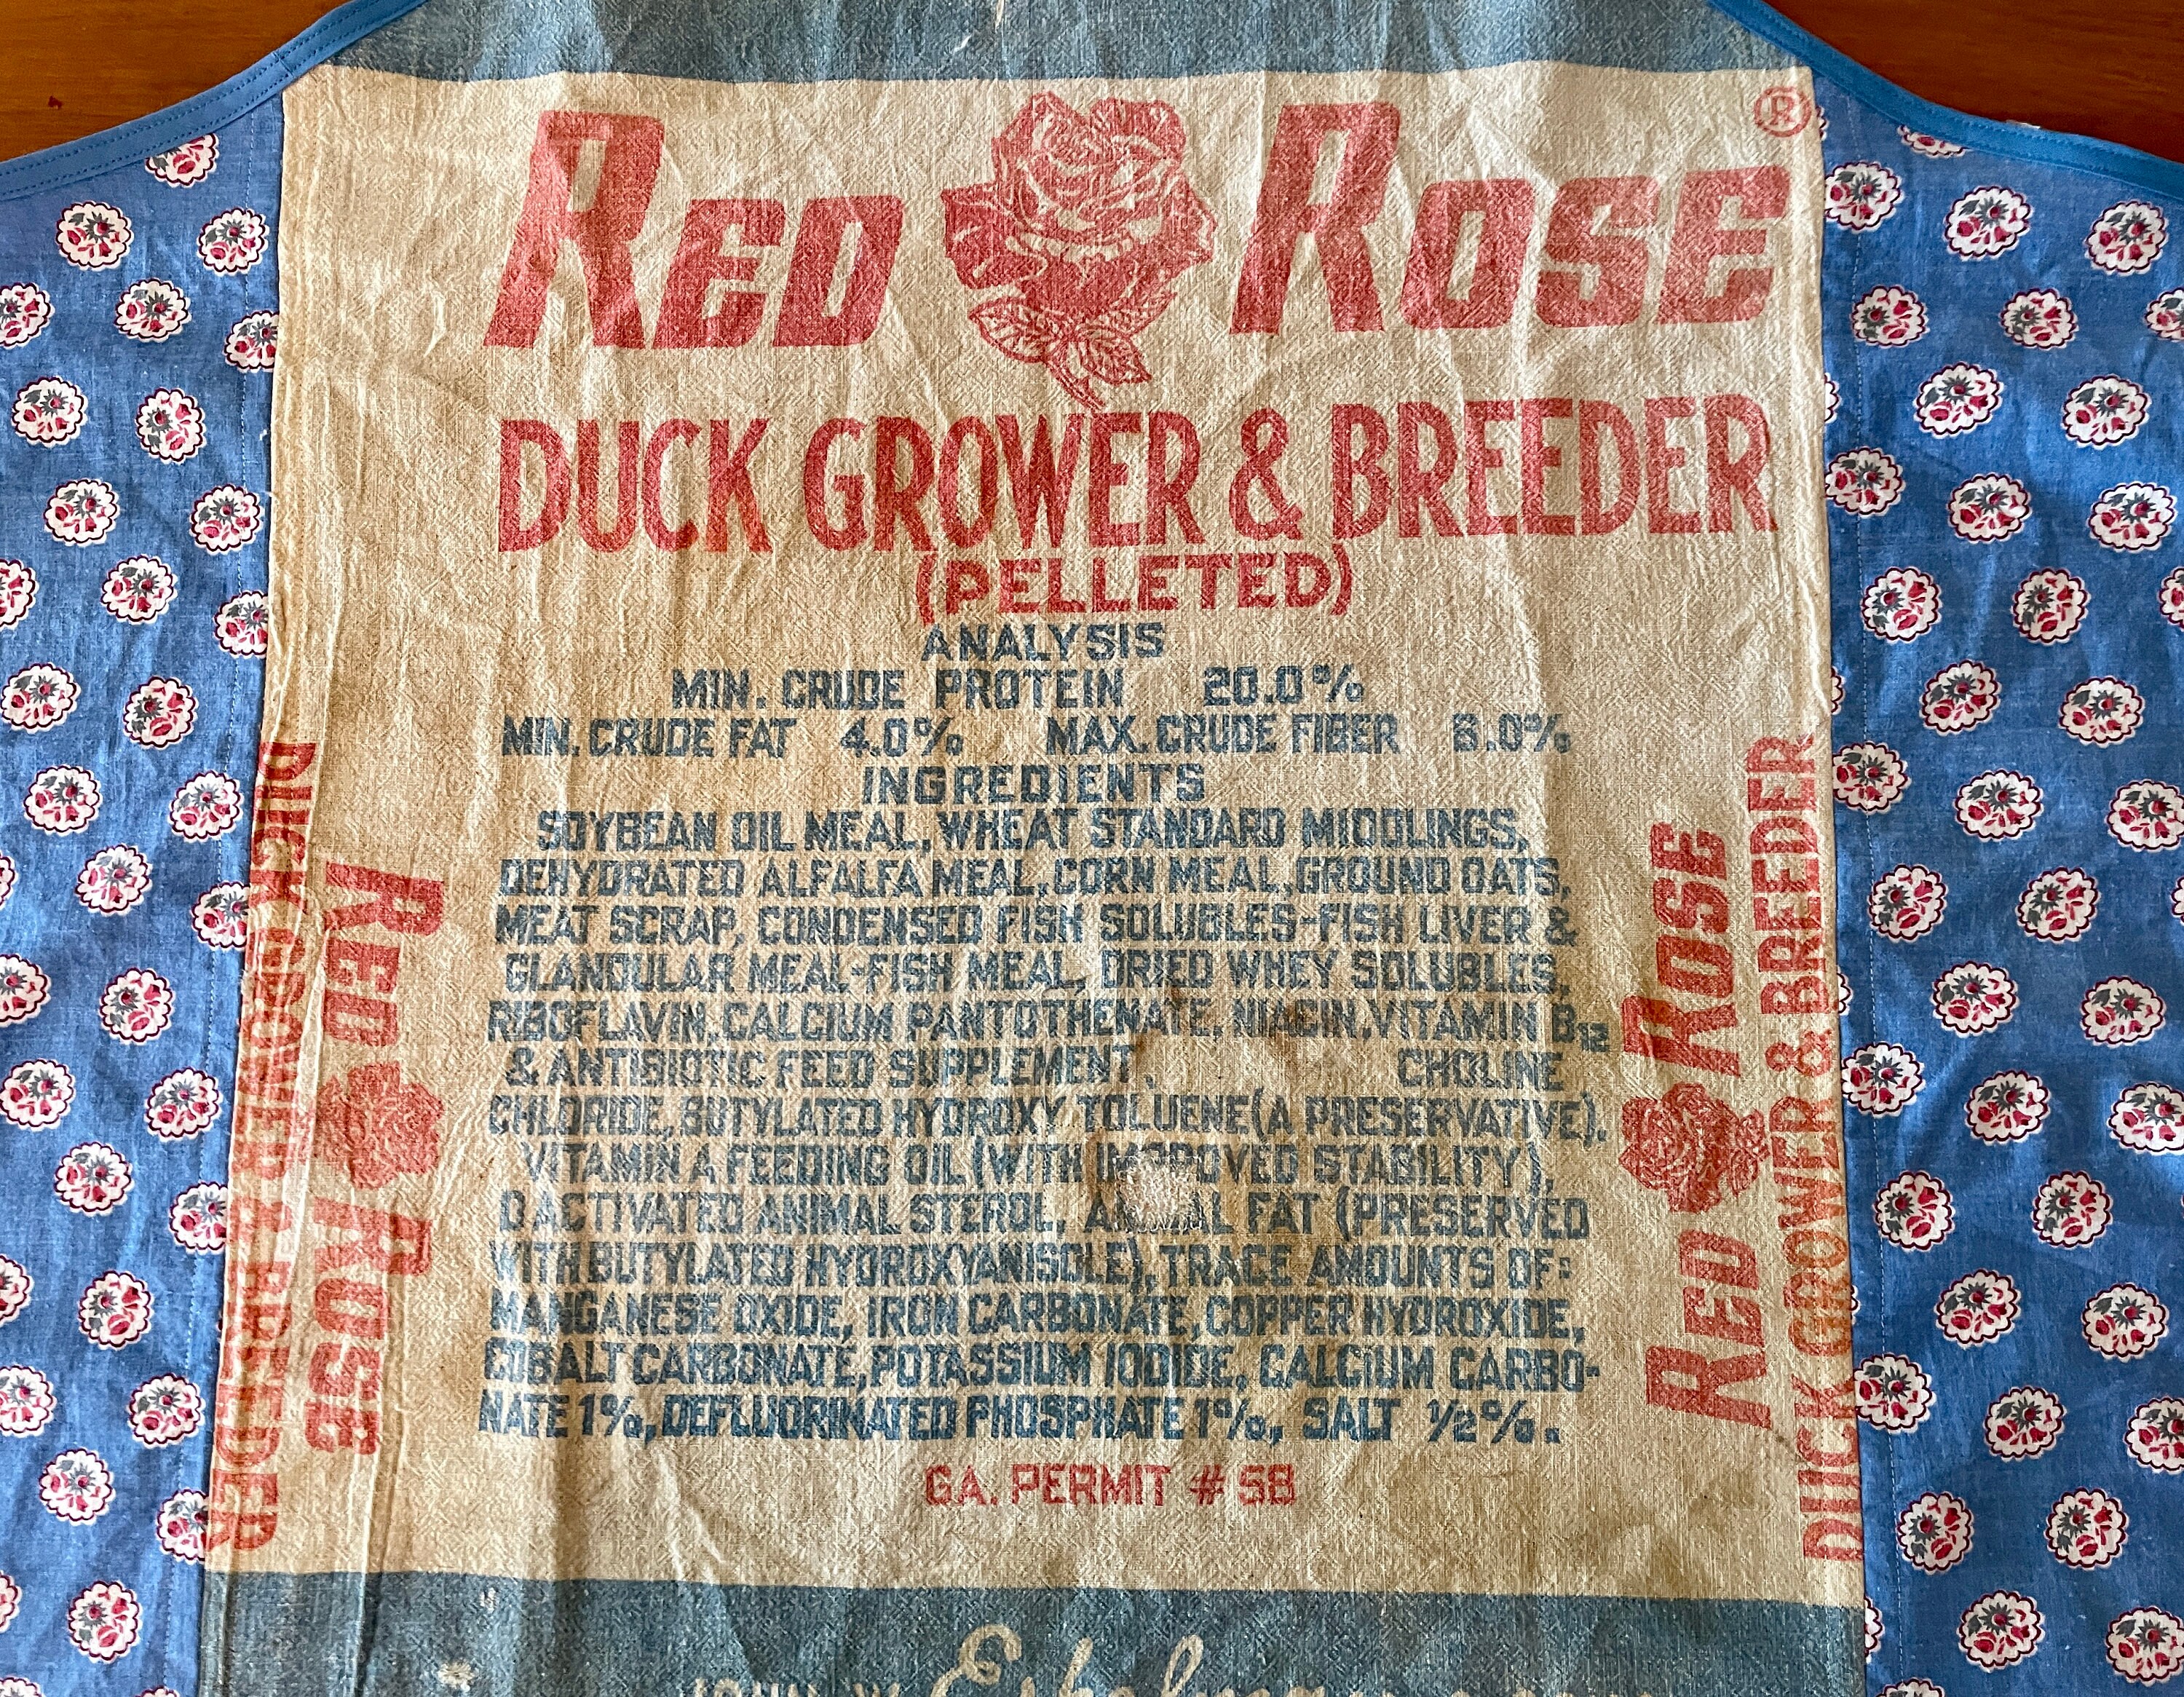 RED ROSE ®
DUCK GROWER & BREEDER
(PELLETED)
ANALYSIS
MIN. CRUDE PROTEIN 20.0%
MIN. CRUDE FAT 4.0% MAX. CRUDE FIBER 8.0%
INGREDIENTS
SOYBEAN OIL MEAL, WHEAT STANDARD MIDDLINGS,
DEHYDRATED ALFALFA MEAL, CORN MEAL, GROUND OATS,
MEAT SCRAP, CONDENSED FISH SOLUBLES-FISH LIVER &
GLANDULAR MEAL-FISH MEAL, DRIED WHEY SOLUBLES,
RIBOFLAVIN, CALCIUM PANTOTHENATE, NIACIN, VITAMIN B12
& ANTIBIOTIC FEED SUPPLEMENT, CHOLINE
CHLORIDE, BUTYLATED HYDROXY TOLUENE (A PRESERVATIVE),
VITAMIN A FEEDING OIL (WITH IMPROVED STABILITY),
D ACTIVATED ANIMAL STEROL, ANIMAL FAT (PRESERVED
WITH BUTYLATED HYDROXYANISOLE), TRACE AMOUNTS OF:
MANGANESE OXIDE, IRON CARBONATE, COPPER HYDROXIDE,
COBALT CARBONATE, POTASSIUM IODIDE, CALCIUM CARBO-
NATE 1%, DEFLUORINATED PHOSPHATE 1%, SALT ½%.
GA. PERMIT # 58
RED ROSE
DUCK GROWER & BREEDER
RED ROSE
DUCK GROWER & BREEDER
JOHN W.